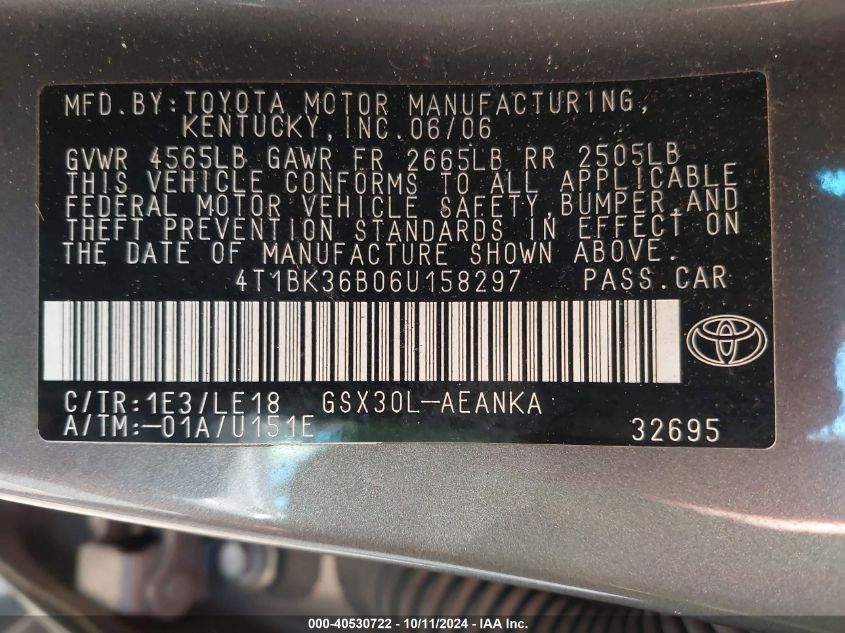 MFD.BY:TOYOTA MOTOR MANUFACTURING,
KENTUCKY,INC.06/06
GVWR 4565LB GAWR FR 2665LB RR 2505LB
THIS VEHICLE CONFORMS TO ALL APPLICABLE
FEDERAL MOTOR VEHICLE SAFETY,BUMPER,AND
THEFT PREVENTION STANDARDS IN EFFECT ON
THE DATE OF MANUFACTURE SHOWN ABOVE.
4T1BK36B06U158297 PASS.CAR
C/TR:1E3/LE18 GSX30L-AEANKA
A/TM:-01A/U151E 32695
000-40530722 - 10/11/2024 - IAA Inc.